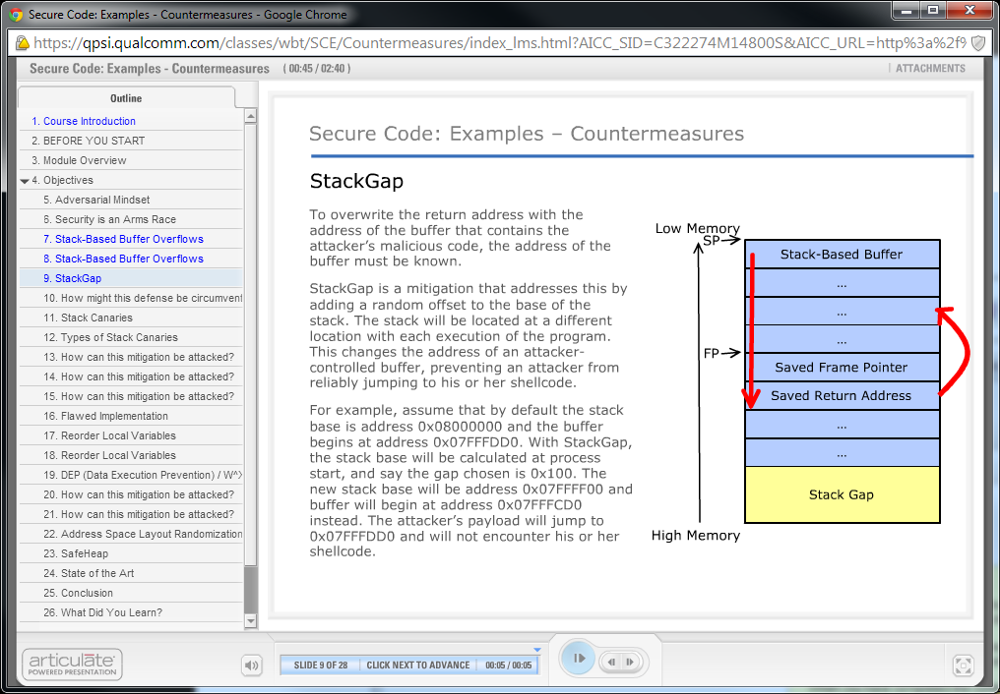 Secure Code: Examples - Countermeasures - Google Chrome
https://qpsi.qualcomm.com/classes/wbt/SCE/Countermeasures/index_lms.html?AICC_SID=C322274M14800S&AICC_URL=http%3a%2f9
Secure Code: Examples - Countermeasures ( 00:45 / 02:40 )
ATTACHMENTS
Outline
1. Course Introduction
2. BEFORE YOU START
3. Module Overview
4. Objectives
5. Adversarial Mindset
6. Security is an Arms Race
7. Stack-Based Buffer Overflows
8. Stack-Based Buffer Overflows
9. StackGap
10. How might this defense be circumvent
11. Stack Canaries
12. Types of Stack Canaries
13. How can this mitigation be attacked?
14. How can this mitigation be attacked?
15. How can this mitigation be attacked?
16. Flawed Implementation
17. Reorder Local Variables
18. Reorder Local Variables
19. DEP (Data Execution Prevention) / W^X
20. How can this mitigation be attacked?
21. How can this mitigation be attacked?
22. Address Space Layout Randomization
23. SafeHeap
24. State of the Art
25. Conclusion
26. What Did You Learn?
Secure Code: Examples – Countermeasures
StackGap
To overwrite the return address with the
address of the buffer that contains the
attacker’s malicious code, the address of the
buffer must be known.
StackGap is a mitigation that addresses this by
adding a random offset to the base of the
stack. The stack will be located at a different
location with each execution of the program.
This changes the address of an attacker-
controlled buffer, preventing an attacker from
reliably jumping to his or her shellcode.
For example, assume that by default the stack
base is address 0x08000000 and the buffer
begins at address 0x07FFFDD0. With StackGap,
the stack base will be calculated at process
start, and say the gap chosen is 0x100. The
new stack base will be address 0x07FFFF00 and
buffer will begin at address 0x07FFFCD0
instead. The attacker’s payload will jump to
0x07FFFDD0 and will not encounter his or her
shellcode.
Low Memory
SP
Stack-Based Buffer
...
...
...
FP
Saved Frame Pointer
Saved Return Address
...
...
Stack Gap
High Memory
articulate
POWERED PRESENTATION
SLIDE 9 OF 28
CLICK NEXT TO ADVANCE
00:05 / 00:05